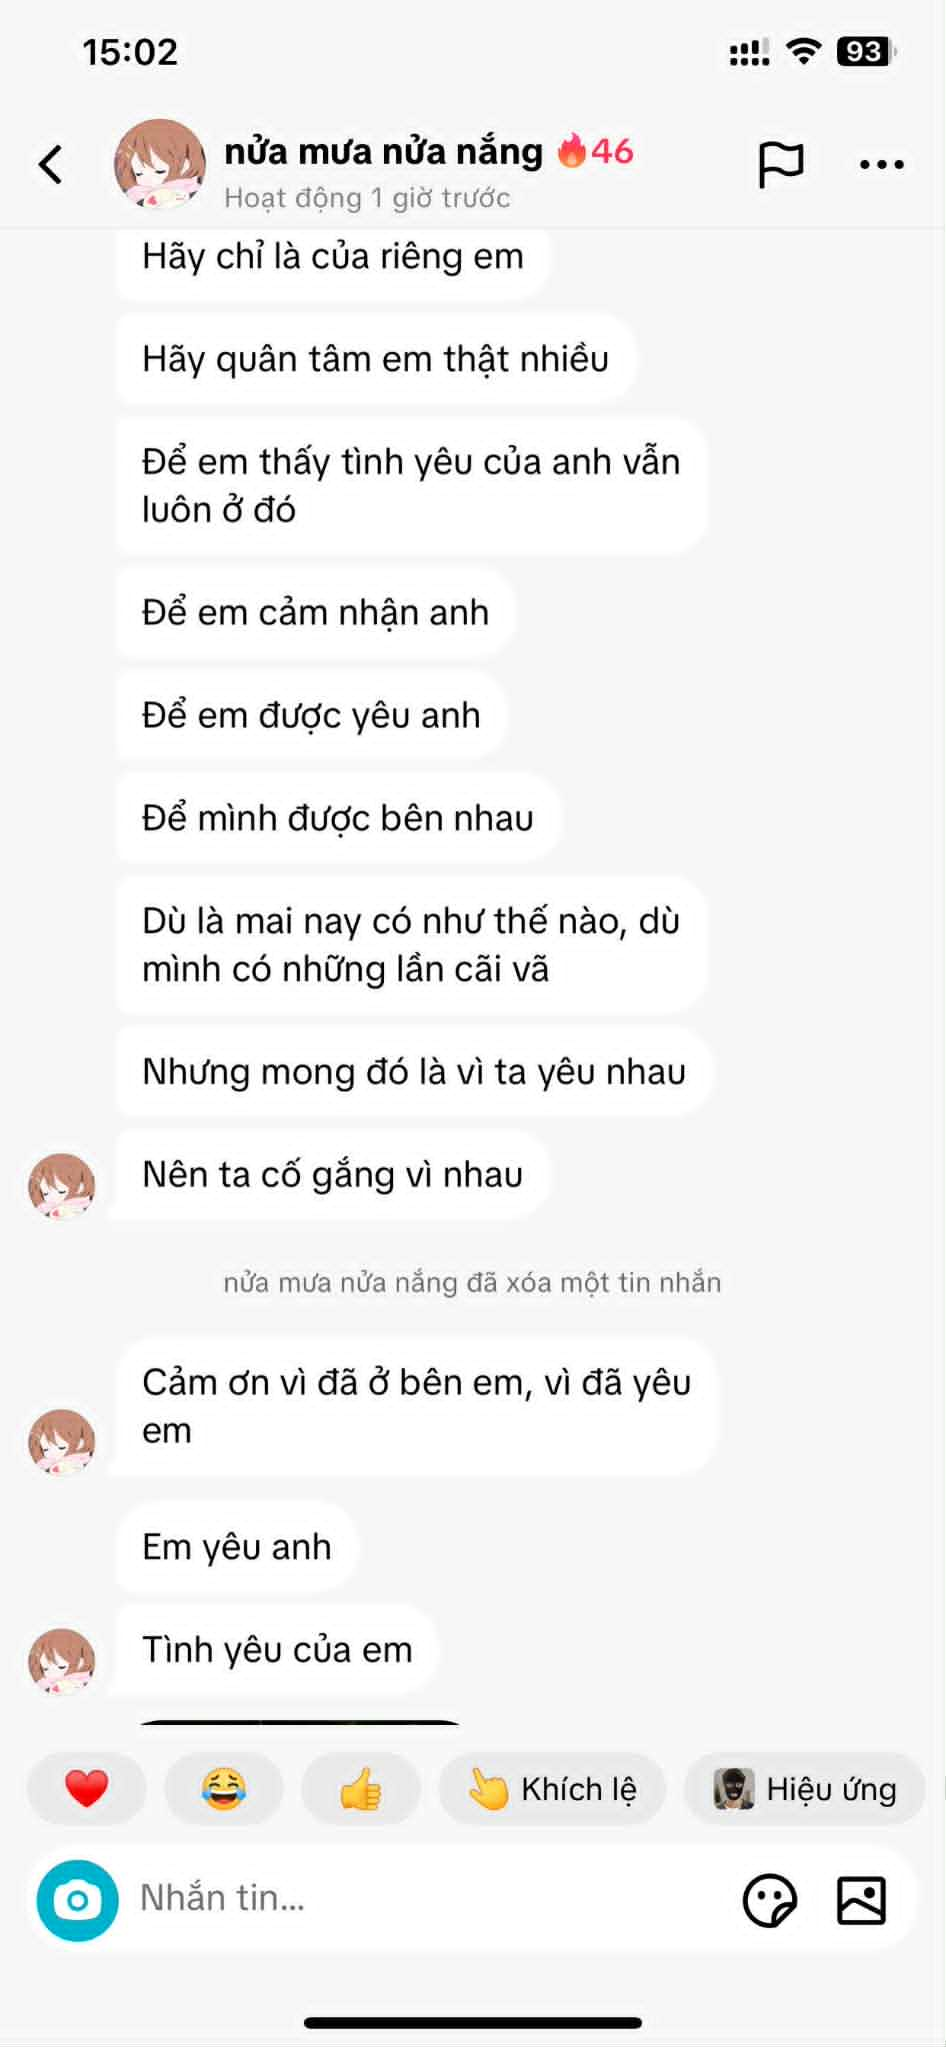 15:02
93
nửa mưa nửa nắng 🔥46
Hoạt động 1 giờ trước
Hãy chỉ là của riêng em
Hãy quân tâm em thật nhiều
Để em thấy tình yêu của anh vẫn
luôn ở đó
Để em cảm nhận anh
Để em được yêu anh
Để mình được bên nhau
Dù là mai nay có như thế nào, dù
mình có những lần cãi vã
Nhưng mong đó là vì ta yêu nhau
Nên ta cố gắng vì nhau
nửa mưa nửa nắng đã xóa một tin nhắn
Cảm ơn vì đã ở bên em, vì đã yêu
em
Em yêu anh
Tình yêu của em
Khích lệ
Hiệu ứng
Nhắn tin...